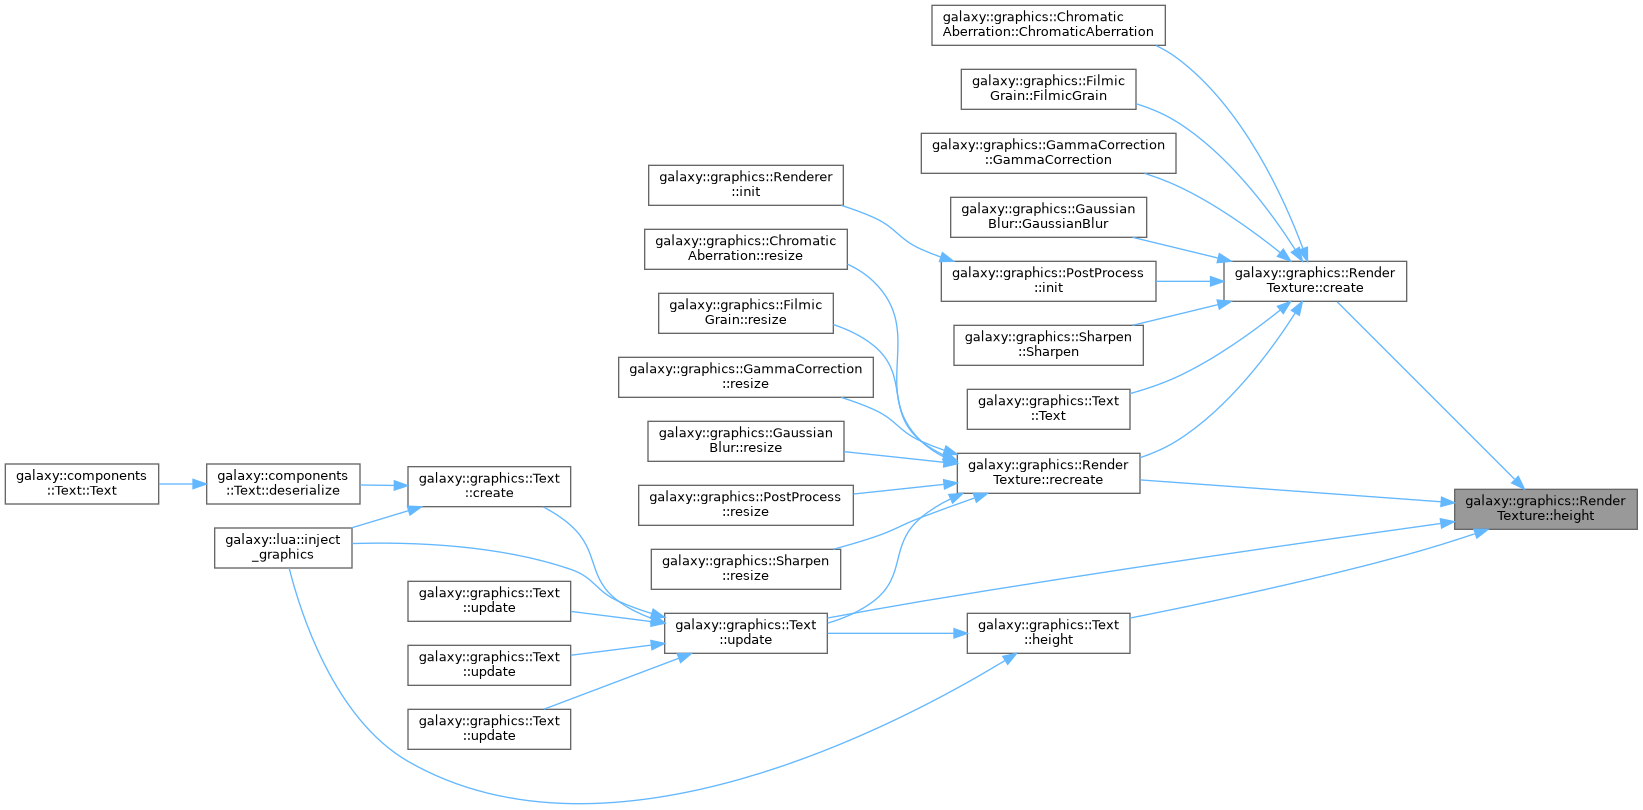 galaxy::graphics::Chromatic
Aberration::ChromaticAberration
galaxy::graphics::Filmic
Grain::FilmicGrain
galaxy::graphics::GammaCorrection
::GammaCorrection
galaxy::graphics::Renderer
::init
galaxy::graphics::Gaussian
Blur::GaussianBlur
galaxy::graphics::Chromatic
Aberration::resize
galaxy::graphics::PostProcess
::init
galaxy::graphics::Render
Texture::create
galaxy::graphics::Filmic
Grain::resize
galaxy::graphics::Sharpen
::Sharpen
galaxy::graphics::GammaCorrection
::resize
galaxy::graphics::Text
::Text
galaxy::graphics::Gaussian
Blur::resize
galaxy::components
::Text::Text
galaxy::components
::Text::deserialize
galaxy::graphics::Text
::create
galaxy::graphics::Render
Texture::recreate
galaxy::graphics::PostProcess
::resize
galaxy::graphics::Render
Texture::height
galaxy::lua::inject
_graphics
galaxy::graphics::Sharpen
::resize
galaxy::graphics::Text
::update
galaxy::graphics::Text
::update
galaxy::graphics::Text
::height
galaxy::graphics::Text
::update
galaxy::graphics::Text
::update